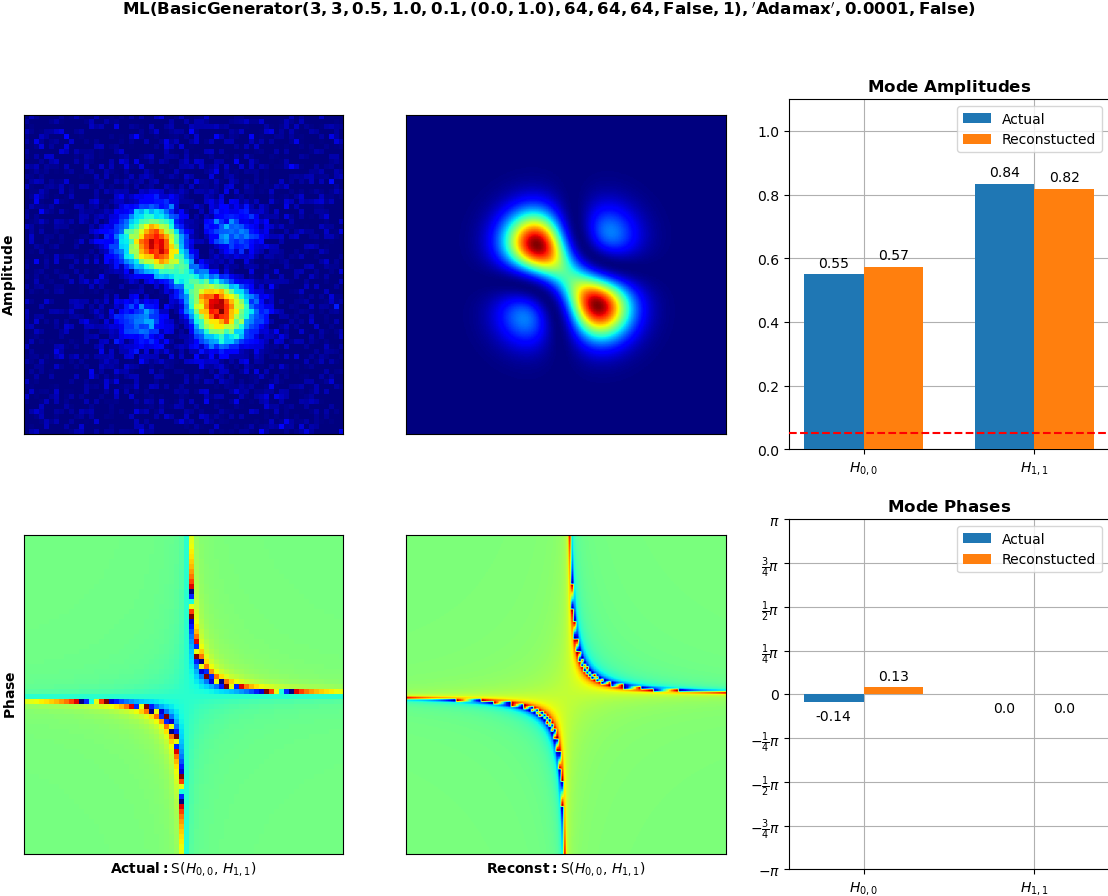 ML(BasicGenerator(3, 3, 0.5, 1.0, 0.1, (0.0, 1.0), 64, 64, 64, False, 1), ′Adamax′, 0.0001, False)
Amplitude
Mode Amplitudes
Actual
Reconstucted
1.0
0.8
0.6
0.4
0.2
0.0
0.55
0.57
0.84
0.82
H0,0
H1,1
Phase
Actual: S(H0,0, H1,1)
Reconst: S(H0,0, H1,1)
Mode Phases
Actual
Reconstucted
π
3/4π
1/2π
1/4π
0
−1/4π
−1/2π
−3/4π
−π
-0.14
0.13
0.0
0.0
H0,0
H1,1